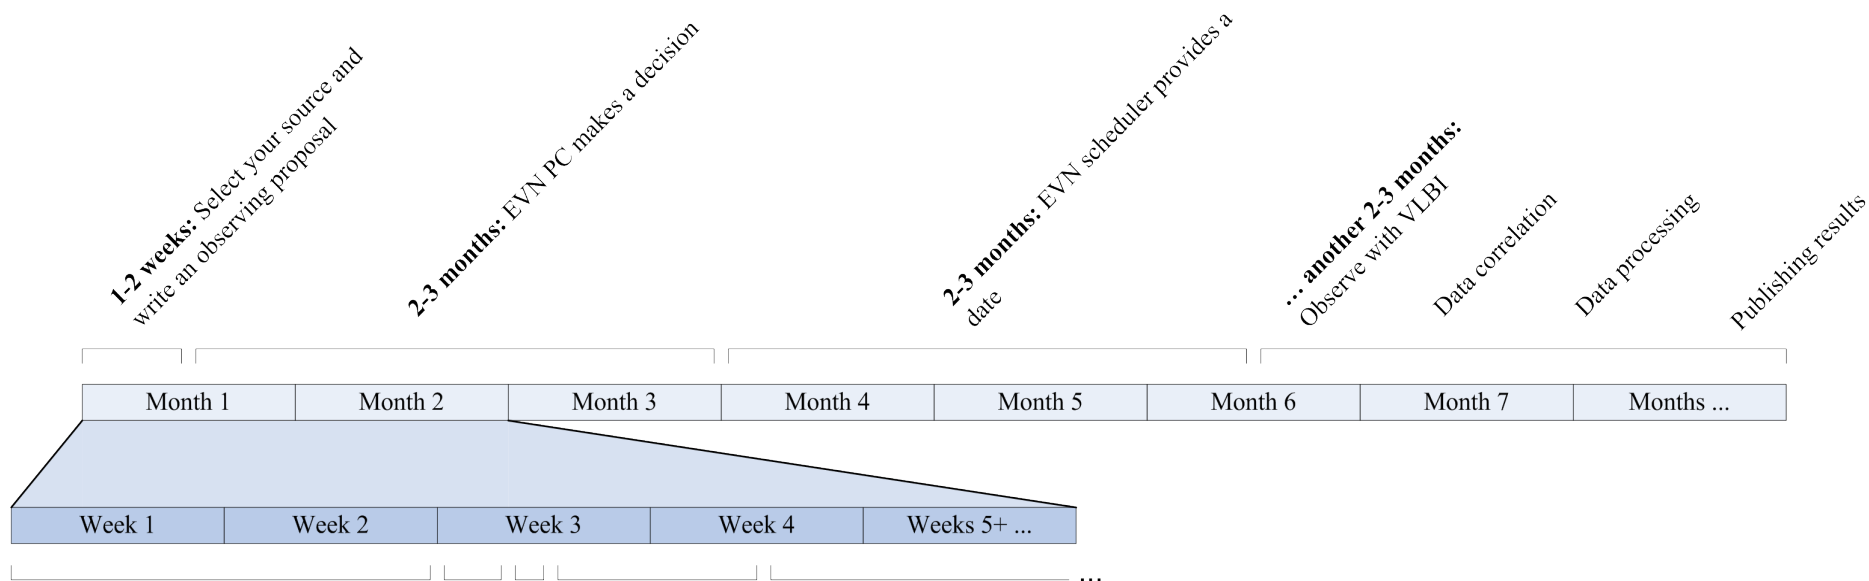 1-2 weeks: Select your source and
write an observing proposal
2-3 months: EVN PC makes a decision
2-3 months: EVN scheduler provides a
date
... another 2-3 months:
Observe with VLBI
Data correlation
Data processing
Publishing results
Month 1
Month 2
Month 3
Month 4
Month 5
Month 6
Month 7
Months ...
Week 1
Week 2
Week 3
Week 4
Weeks 5+ ...
...